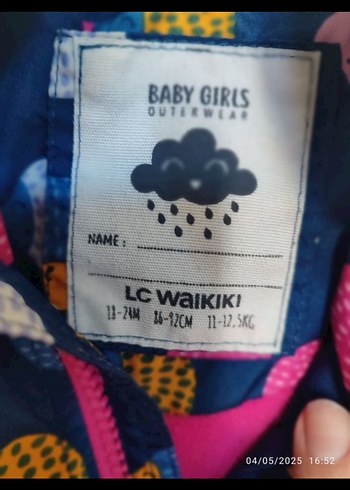 BABY GIRLS
OUTERWEAR
NAME:
LC WAIKIKI
18-24M 86-92CM 11-12,5KG
04/05/2025 16:52